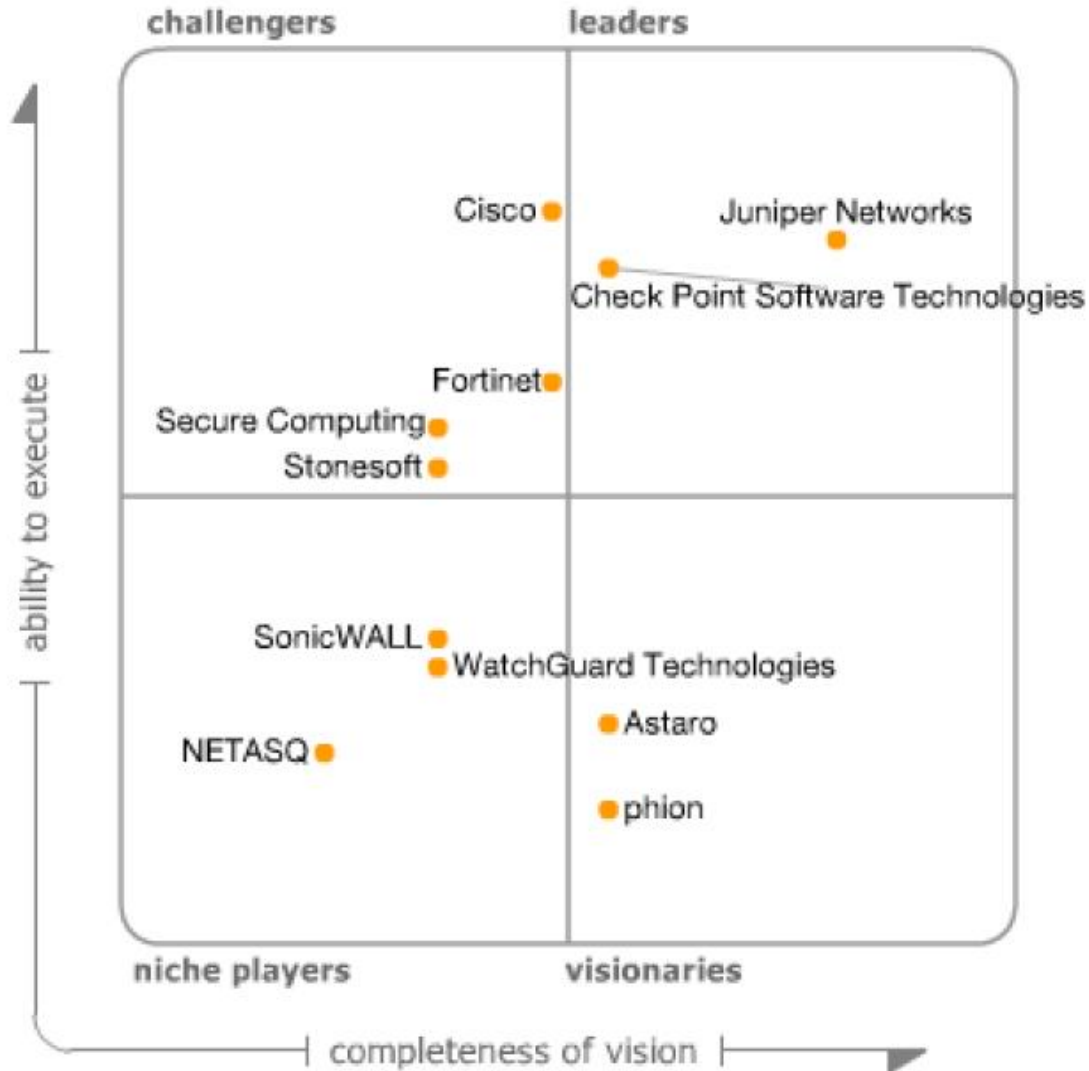 challengers
leaders
Cisco
Juniper Networks
Check Point Software Technologies
Fortinet
Secure Computing
Stonesoft
SonicWALL
WatchGuard Technologies
Astaro
NETASQ
phion
niche players
visionaries
ability to execute
completeness of vision